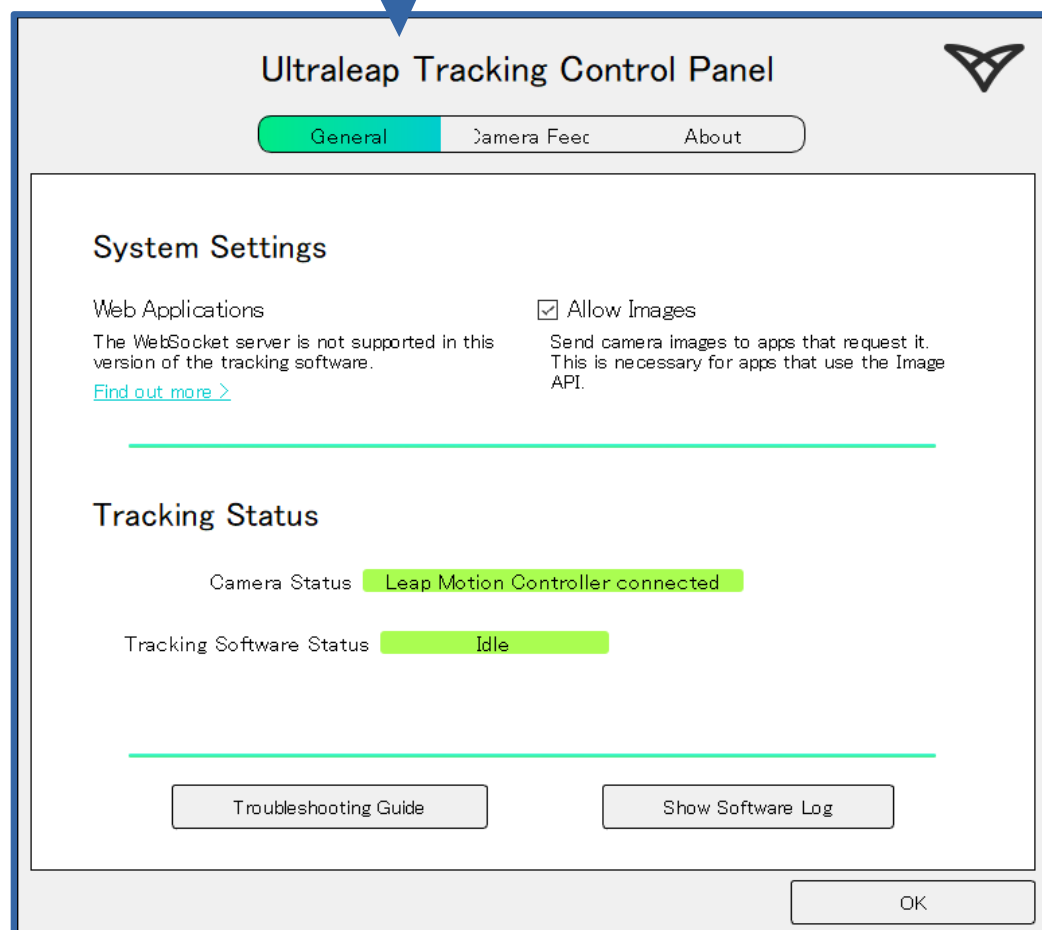 Ultraleap Tracking Control Panel
General
Camera Feed
About
System Settings
Web Applications
The WebSocket server is not supported in this
version of the tracking software.
Find out more >
Allow Images
Send camera images to apps that request it.
This is necessary for apps that use the Image
API.
Tracking Status
Camera Status Leap Motion Controller connected
Tracking Software Status Idle
Troubleshooting Guide
Show Software Log
OK